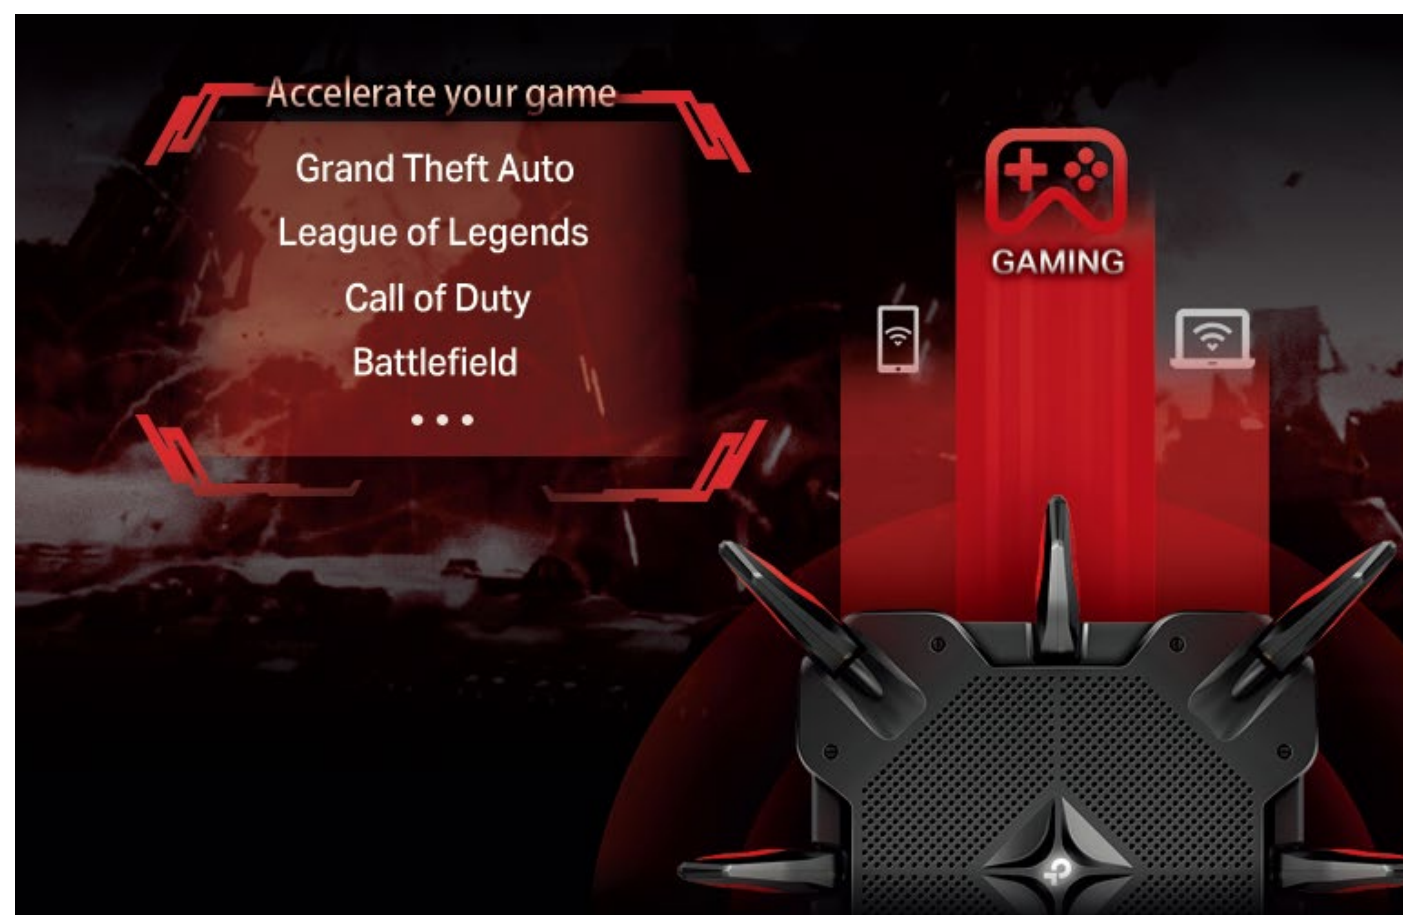 Accelerate your game
Grand Theft Auto
League of Legends
Call of Duty
Battlefield
•••
GAMING